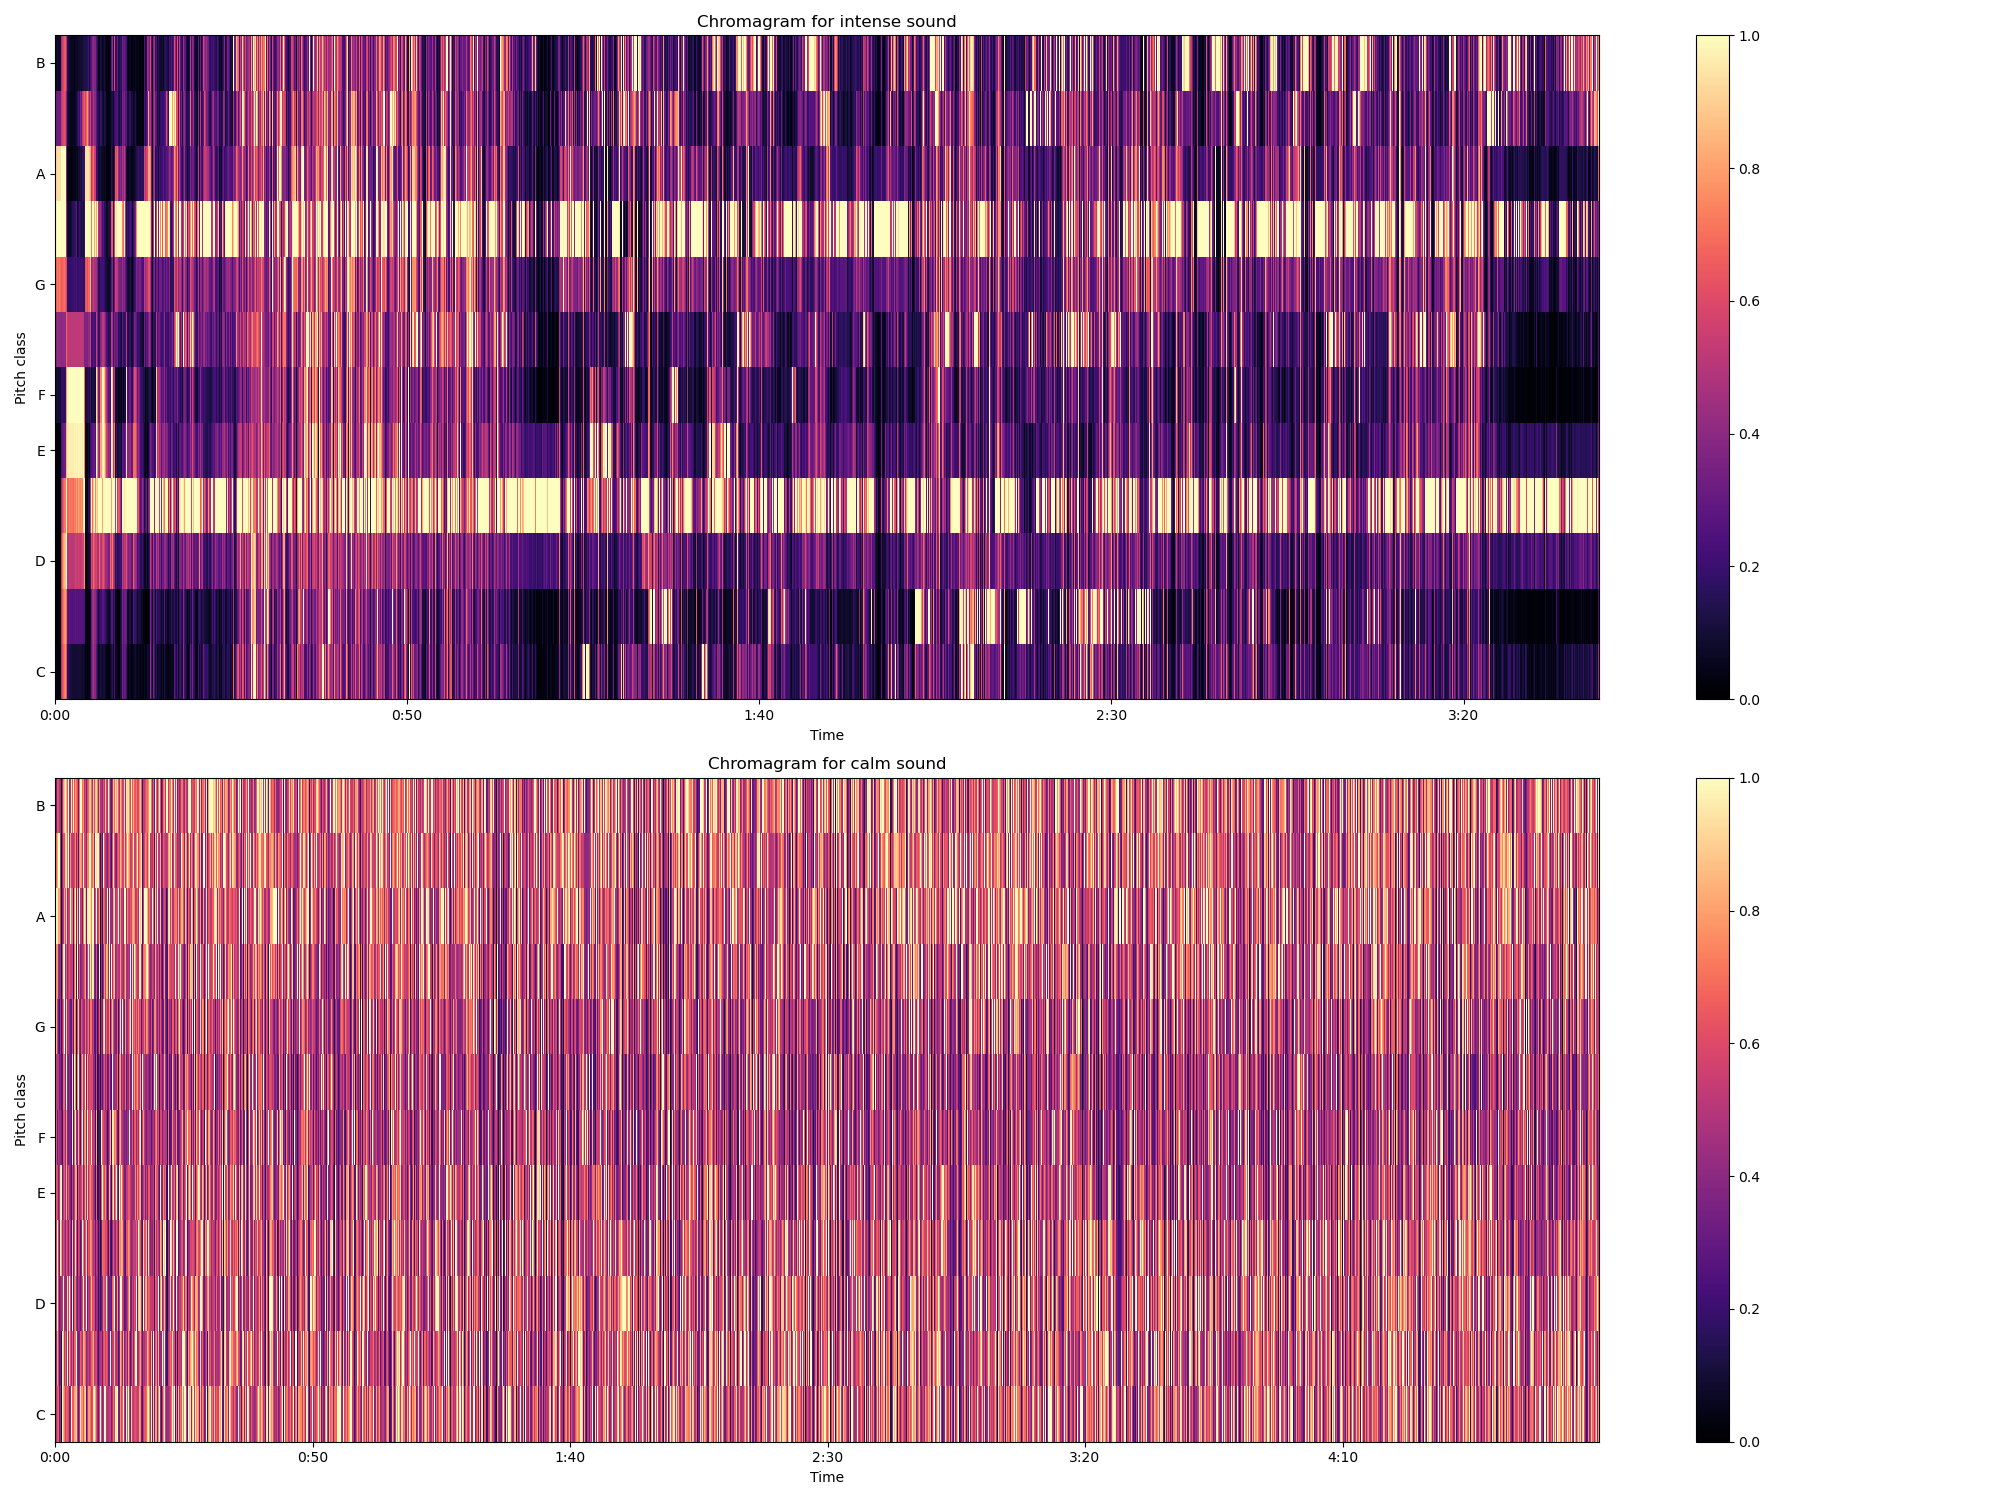 Chromagram for intense sound
B
A
G
F
E
D
C
Pitch class
0:00 0:50 1:40 2:30 3:20
Time
1.0
0.8
0.6
0.4
0.2
0.0
Chromagram for calm sound
B
A
G
F
E
D
C
Pitch class
0:00 0:50 1:40 2:30 3:20 4:10
Time
1.0
0.8
0.6
0.4
0.2
0.0